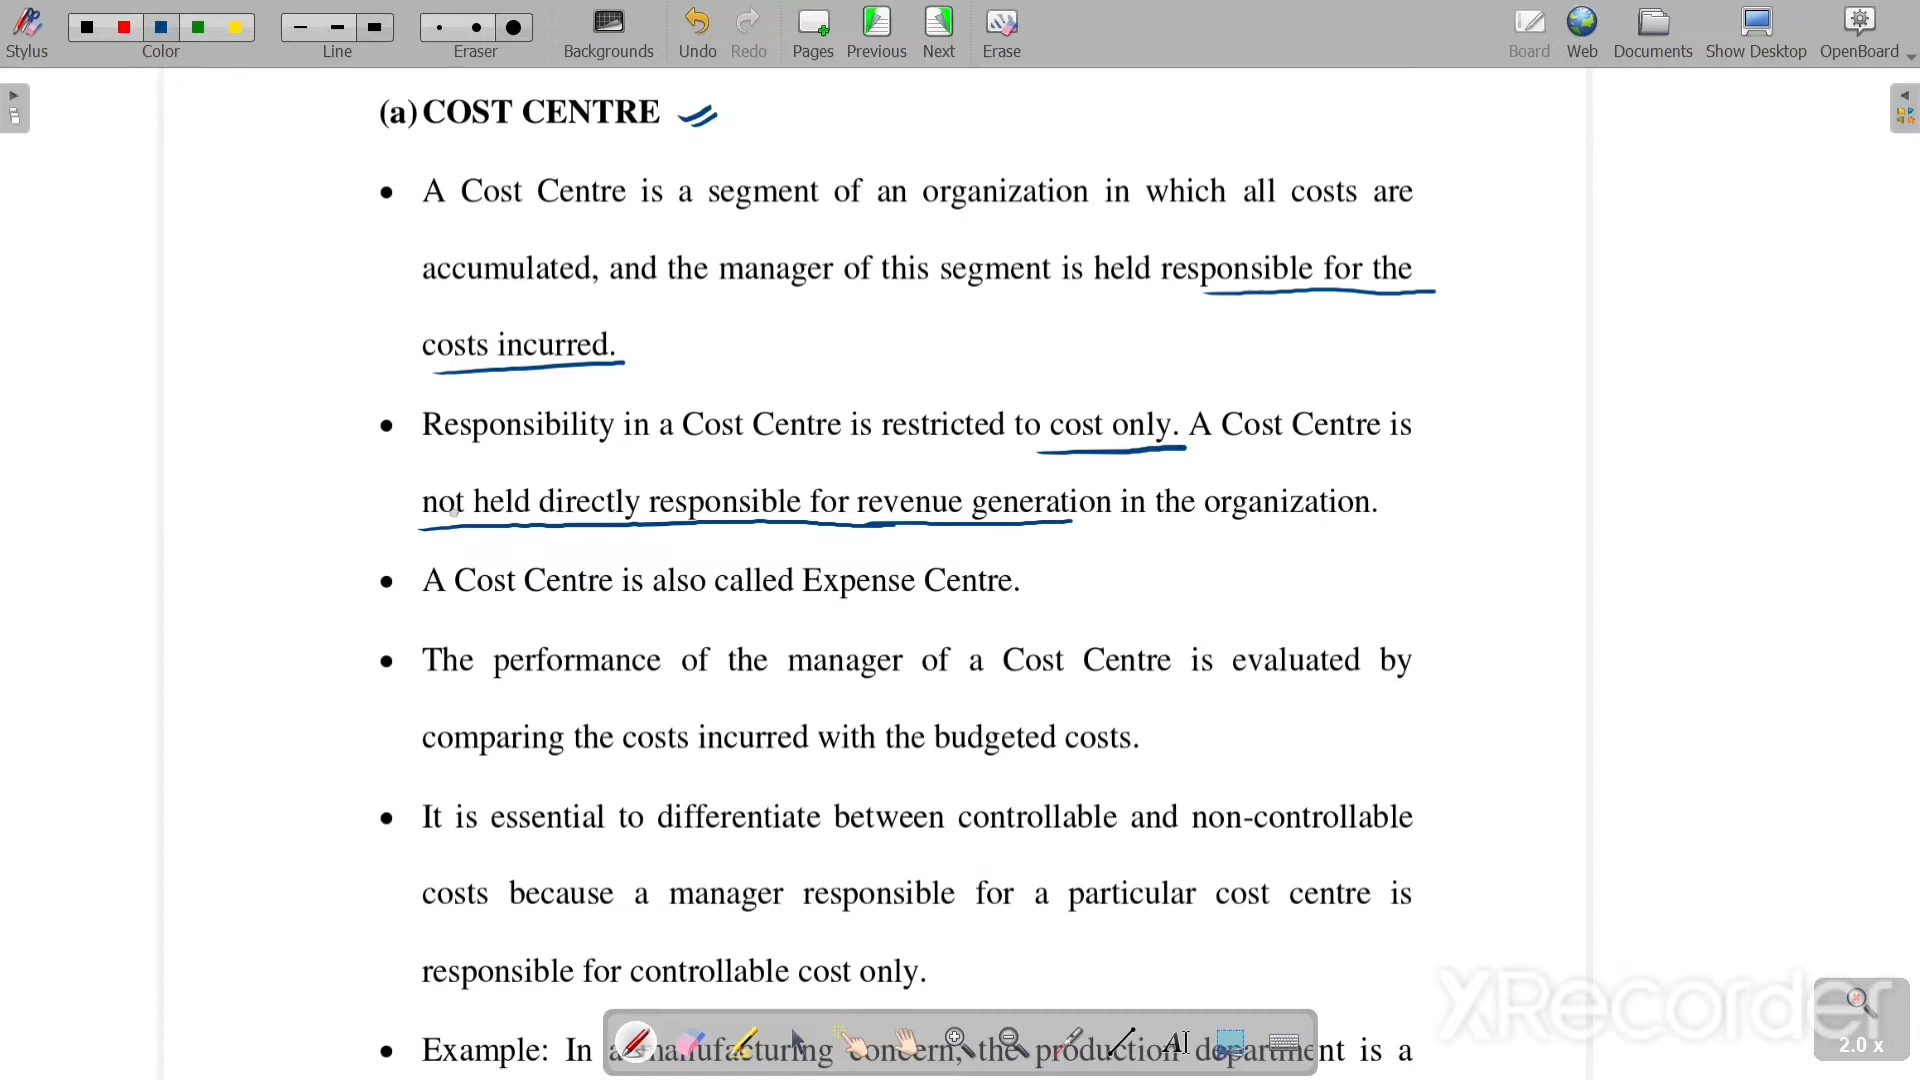 Stylus
Color
Line
Eraser
Backgrounds
Undo
Redo
Pages
Previous
Next
Erase
Board
Web
Documents
Show Desktop
OpenBoard
(a) COST CENTRE
• A Cost Centre is a segment of an organization in which all costs are
accumulated, and the manager of this segment is held responsible for the
costs incurred.
• Responsibility in a Cost Centre is restricted to cost only. A Cost Centre is
not held directly responsible for revenue generation in the organization.
• A Cost Centre is also called Expense Centre.
• The performance of the manager of a Cost Centre is evaluated by
comparing the costs incurred with the budgeted costs.
• It is essential to differentiate between controllable and non-controllable
costs because a manager responsible for a particular cost centre is
responsible for controllable cost only.
• Example: In a manufacturing concern, the production department is a
XRecorder
2.0 x